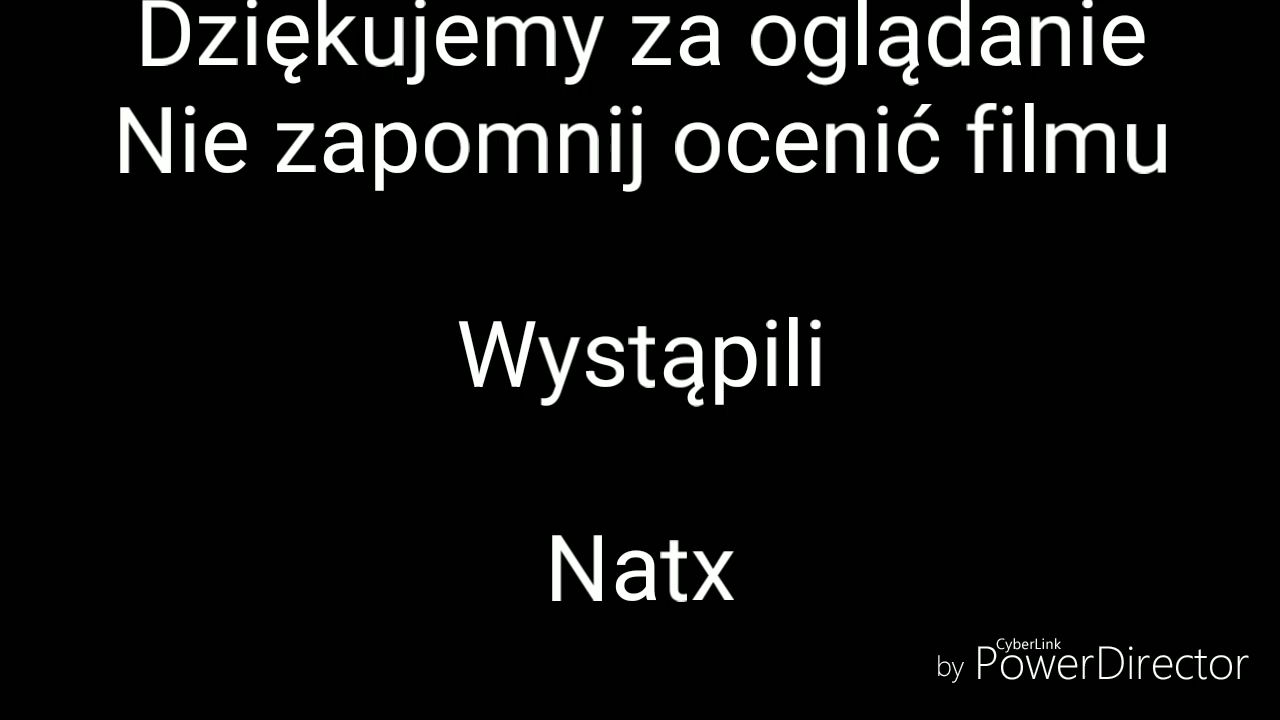 Dziękujemy za oglądanie
Nie zapomnij ocenić filmu
Wystąpili
Natx
CyberLink
by PowerDirector